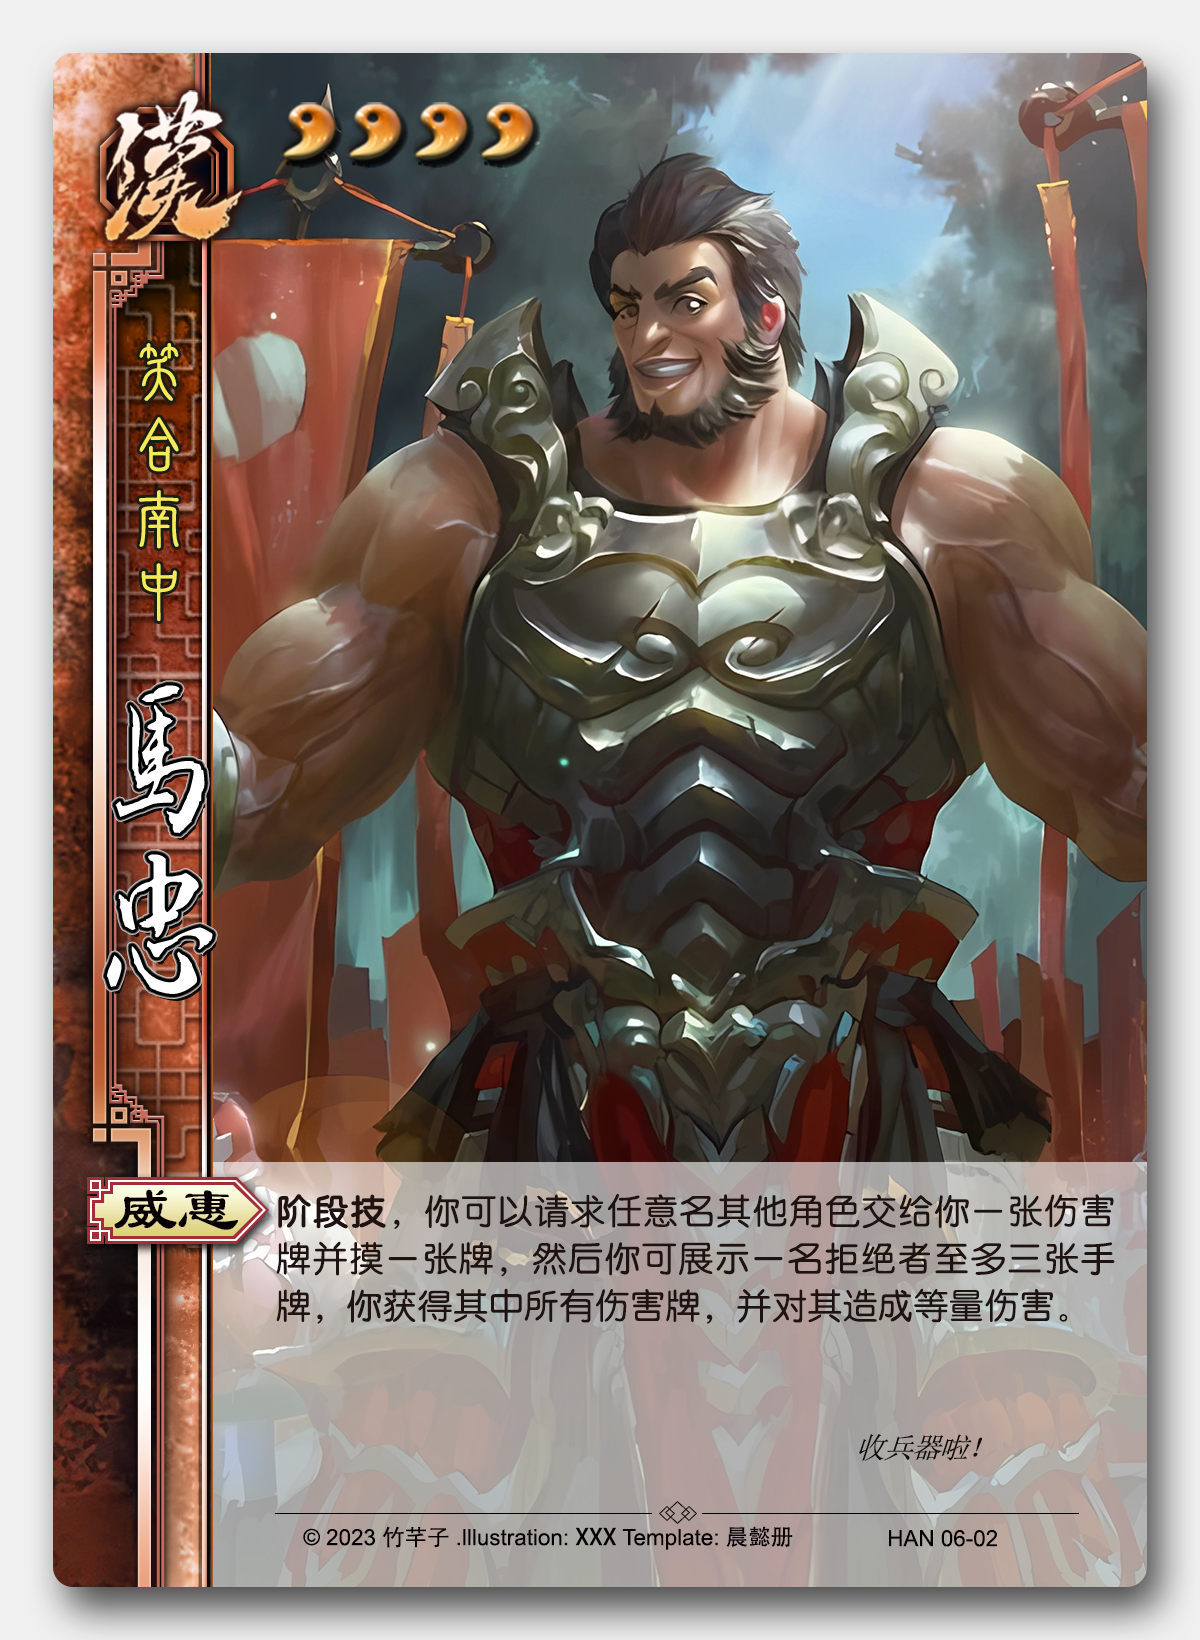 漢
笑合南中
馬忠
威惠
阶段技，你可以请求任意名其他角色交给你一张伤害
牌并摸一张牌，然后你可展示一名拒绝者至多三张手
牌，你获得其中所有伤害牌，并对其造成等量伤害。
收兵器啦！
© 2023 竹芊子 .Illustration: XXX Template: 晨懿册
HAN 06-02